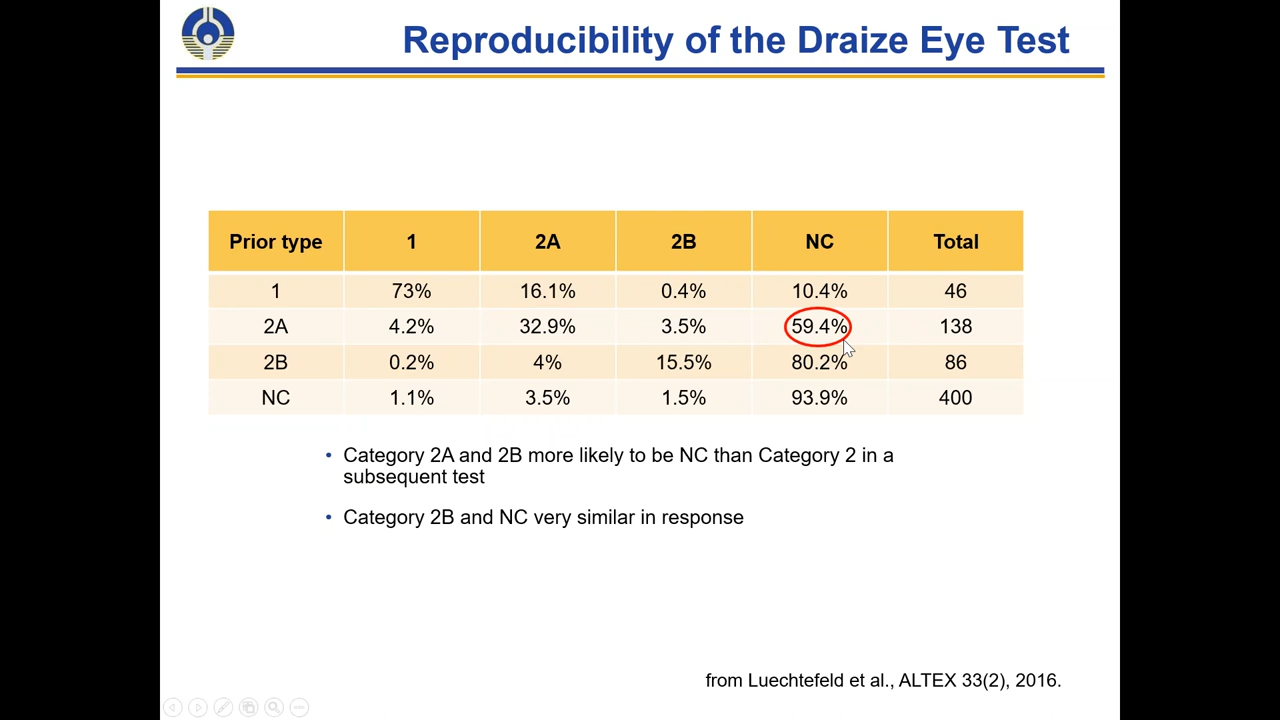 Reproducibility of the Draize Eye Test
Prior type 1 2A 2B NC Total
1 73% 16.1% 0.4% 10.4% 46
2A 4.2% 32.9% 3.5% 59.4% 138
2B 0.2% 4% 15.5% 80.2% 86
NC 1.1% 3.5% 1.5% 93.9% 400
• Category 2A and 2B more likely to be NC than Category 2 in a
subsequent test
• Category 2B and NC very similar in response
from Luechtefeld et al., ALTEX 33(2), 2016.